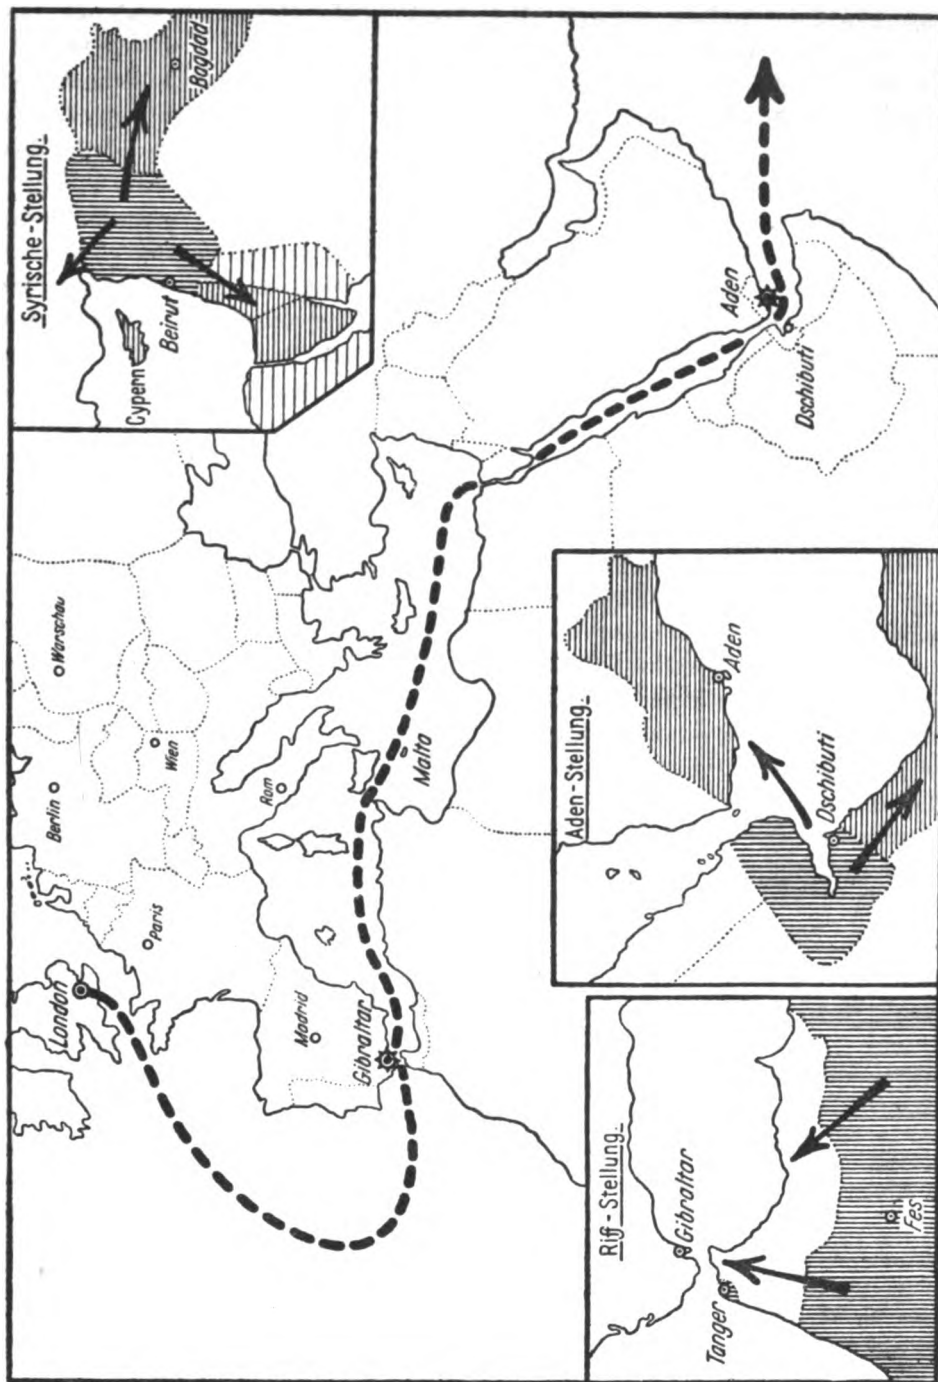 Syrische-Stellung.
Bagdad
Beirut
Cypern
Aden
Dschibuti
Warschau
Berlin
Wien
Rom
Malta
London
Paris
Madrid
Gibraltar
Aden-Stellung
Aden
Dschibuti
Riff-Stellung
Gibraltar
Tanger
Fes